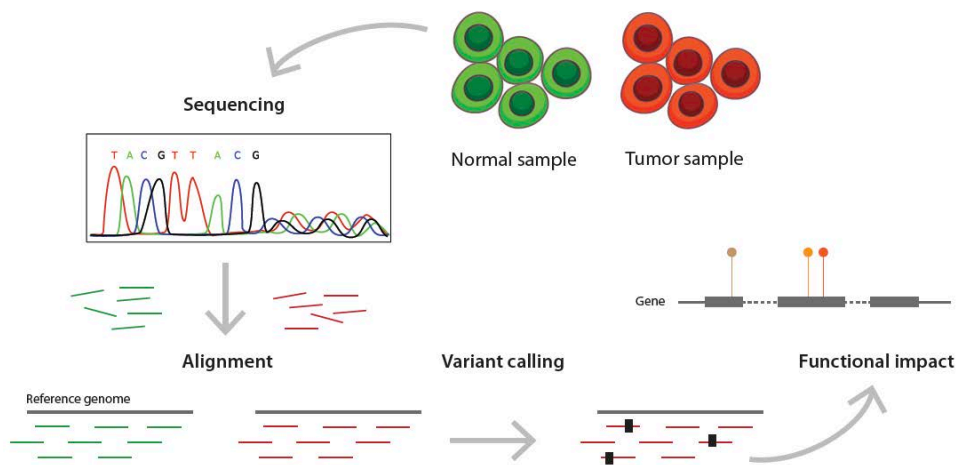 Sequencing
T A C G T T A C G
Normal sample
Tumor sample
Gene
Alignment
Variant calling
Functional impact
Reference genome